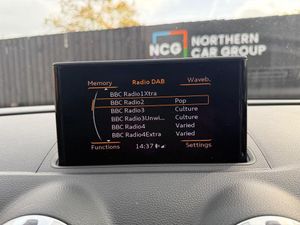 NCG NORTHERN
CAR GROUP
Memory Radio DAB Waveb.
BBC Radio1Xtra
BBC Radio2 Pop
BBC Radio3 Culture
BBC Radio3Unwi... Culture
BBC Radio4 Varied
BBC Radio4Extra Varied
Functions 14:37 Settings